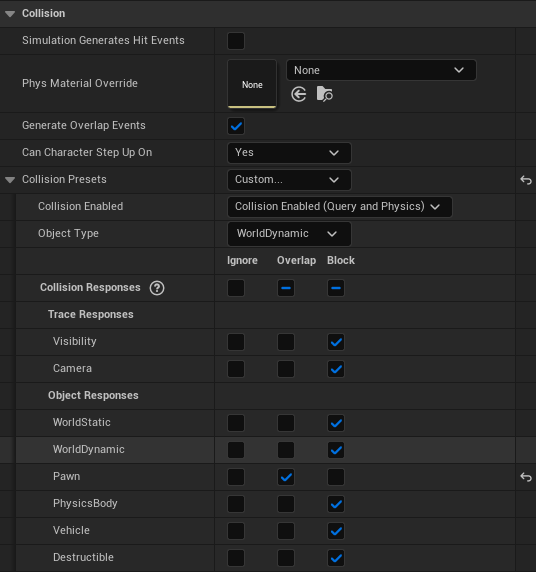 Collision
Simulation Generates Hit Events
Phys Material Override
None
None
Generate Overlap Events
Can Character Step Up On
Yes
Collision Presets
Custom...
Collision Enabled
Collision Enabled (Query and Physics)
Object Type
WorldDynamic
Ignore Overlap Block
Collision Responses ?
Trace Responses
Visibility
Camera
Object Responses
WorldStatic
WorldDynamic
Pawn
PhysicsBody
Vehicle
Destructible